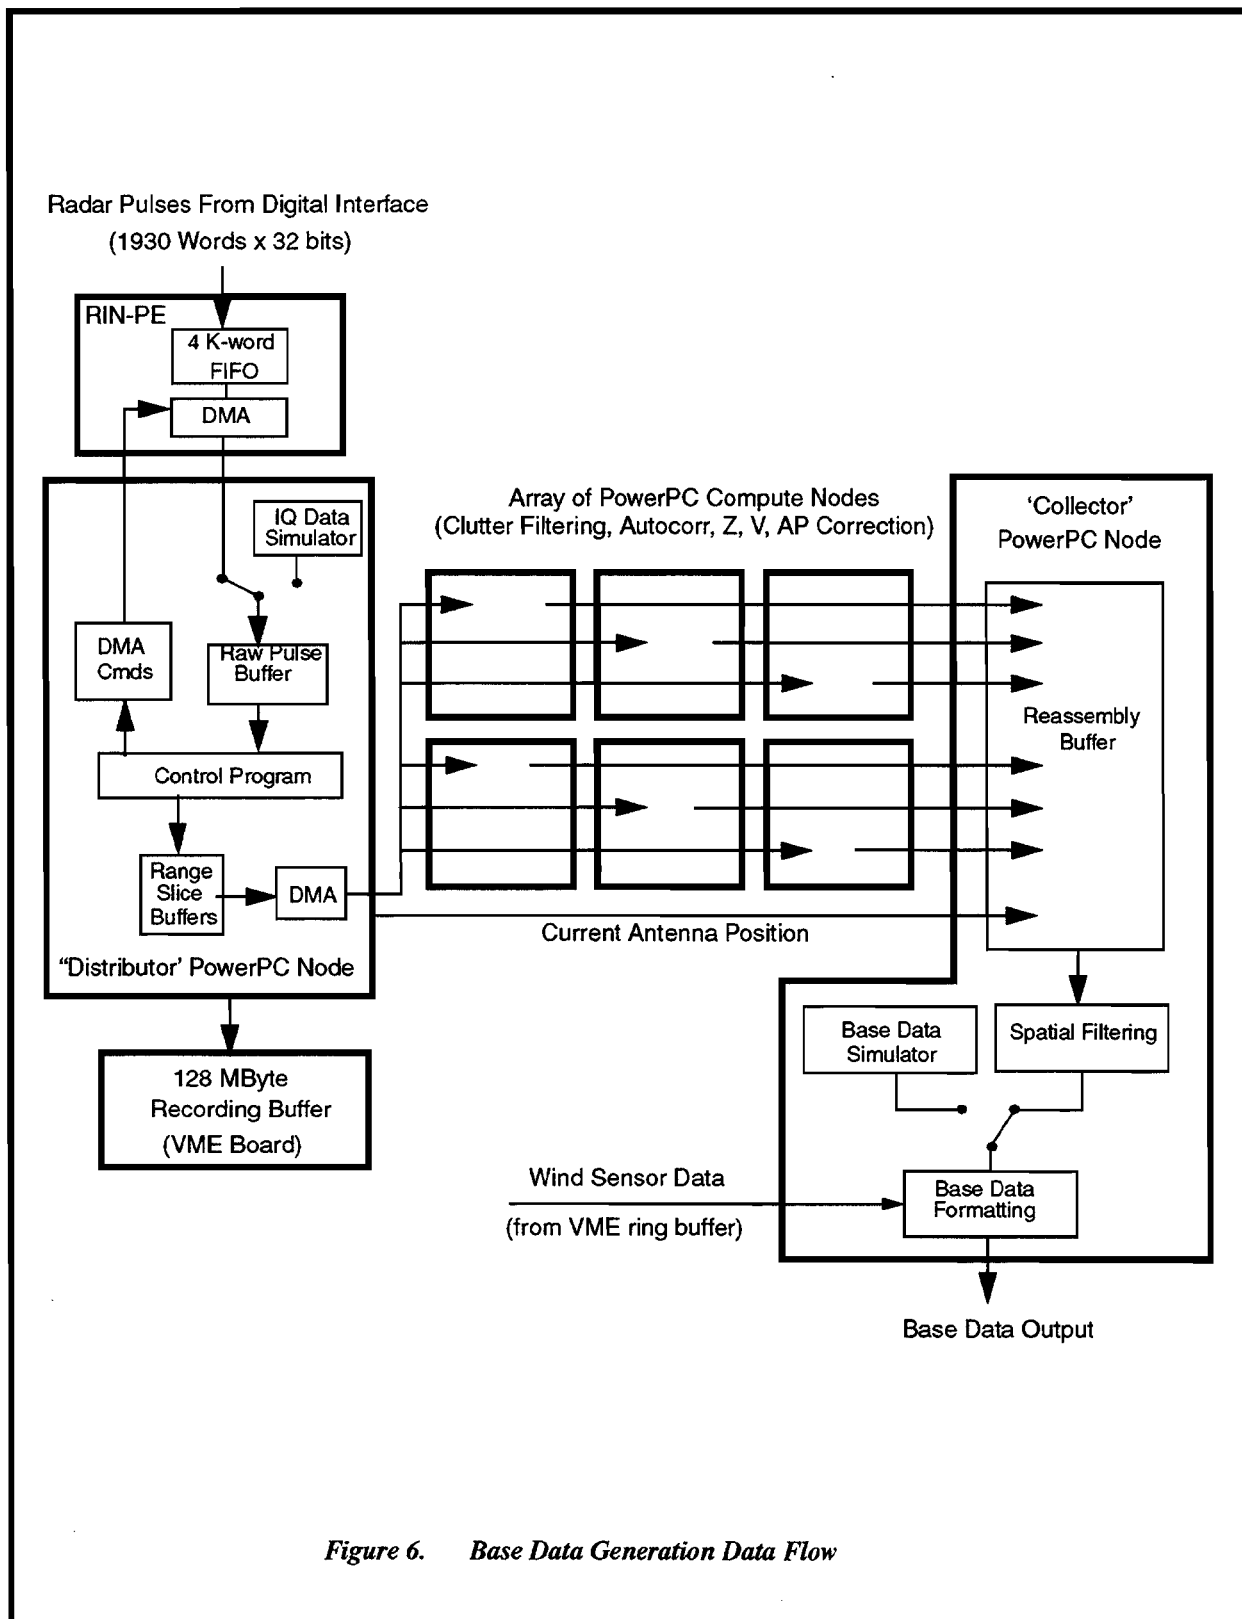 Radar Pulses From Digital Interface
(1930 Words x 32 bits)
RIN-PE
4 K-word
FIFO
DMA
IQ Data
Simulator
DMA
Cmds
Raw Pulse
Buffer
Control Program
Range
Slice
Buffers
DMA
“Distributor’ PowerPC Node
128 MByte
Recording Buffer
(VME Board)
Array of PowerPC Compute Nodes
(Clutter Filtering, Autocorr, Z, V, AP Correction)
Current Antenna Position
‘Collector’
PowerPC Node
Reassembly
Buffer
Base Data
Simulator
Spatial Filtering
Wind Sensor Data
(from VME ring buffer)
Base Data
Formatting
Base Data Output
Figure 6. Base Data Generation Data Flow